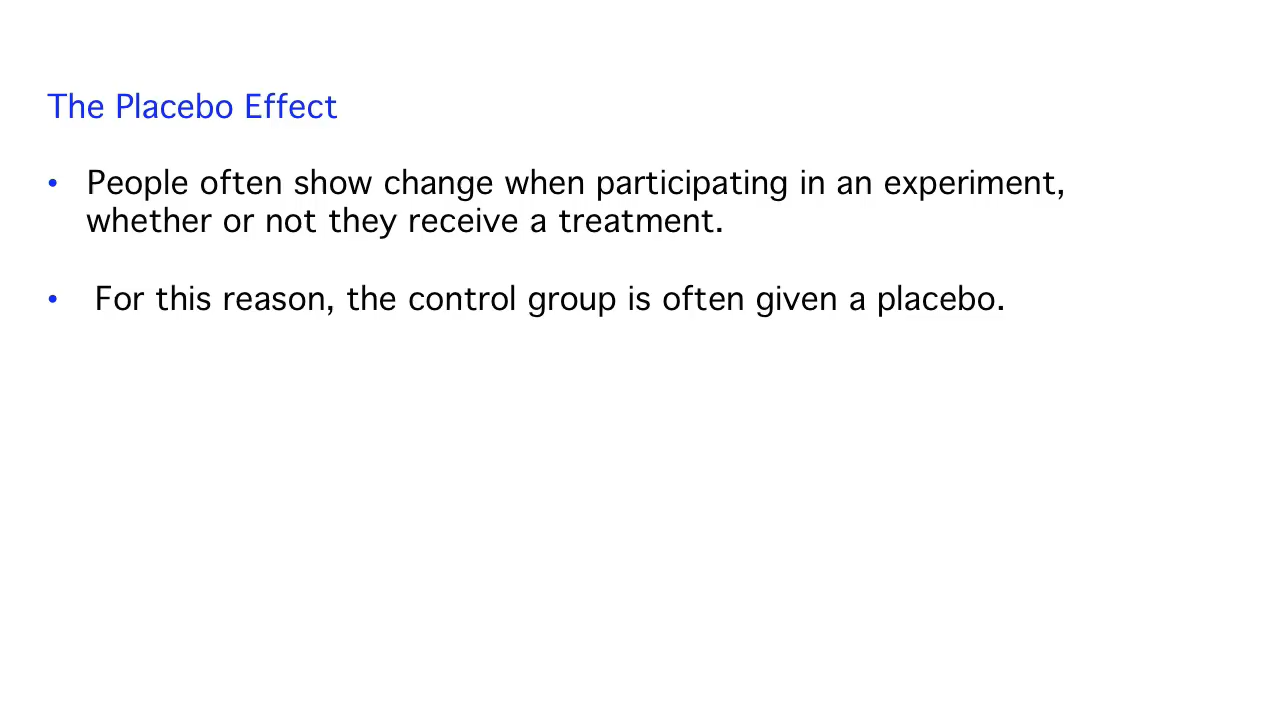 The Placebo Effect
• People often show change when participating in an experiment,
whether or not they receive a treatment.
• For this reason, the control group is often given a placebo.